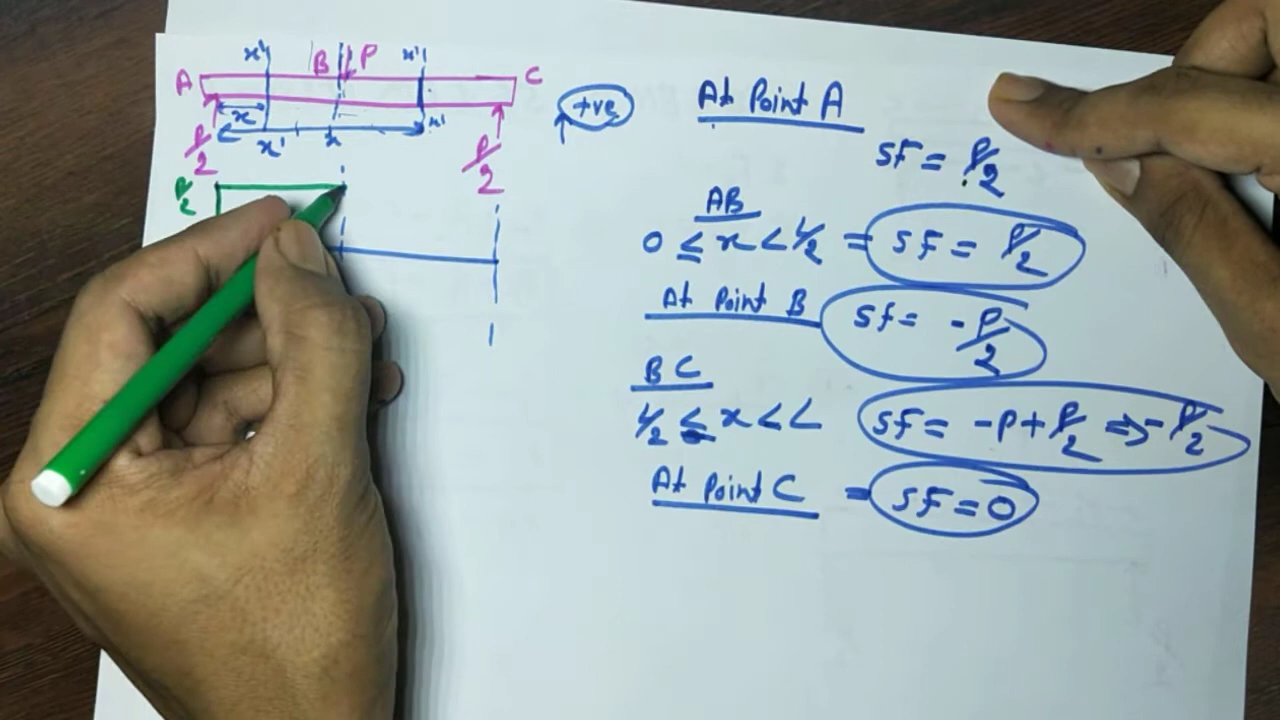 x' B P x'
A C
x x'
x' x
P/2 P/2
+ve
P/2
At Point A
SF = P/2
AB
0 ≤ x < L/2 = SF = P/2
At Point B SF = -P/2
BC
L/2 ≤ x < L SF = -P + P/2 ⇒ -P/2
At Point C = SF = 0